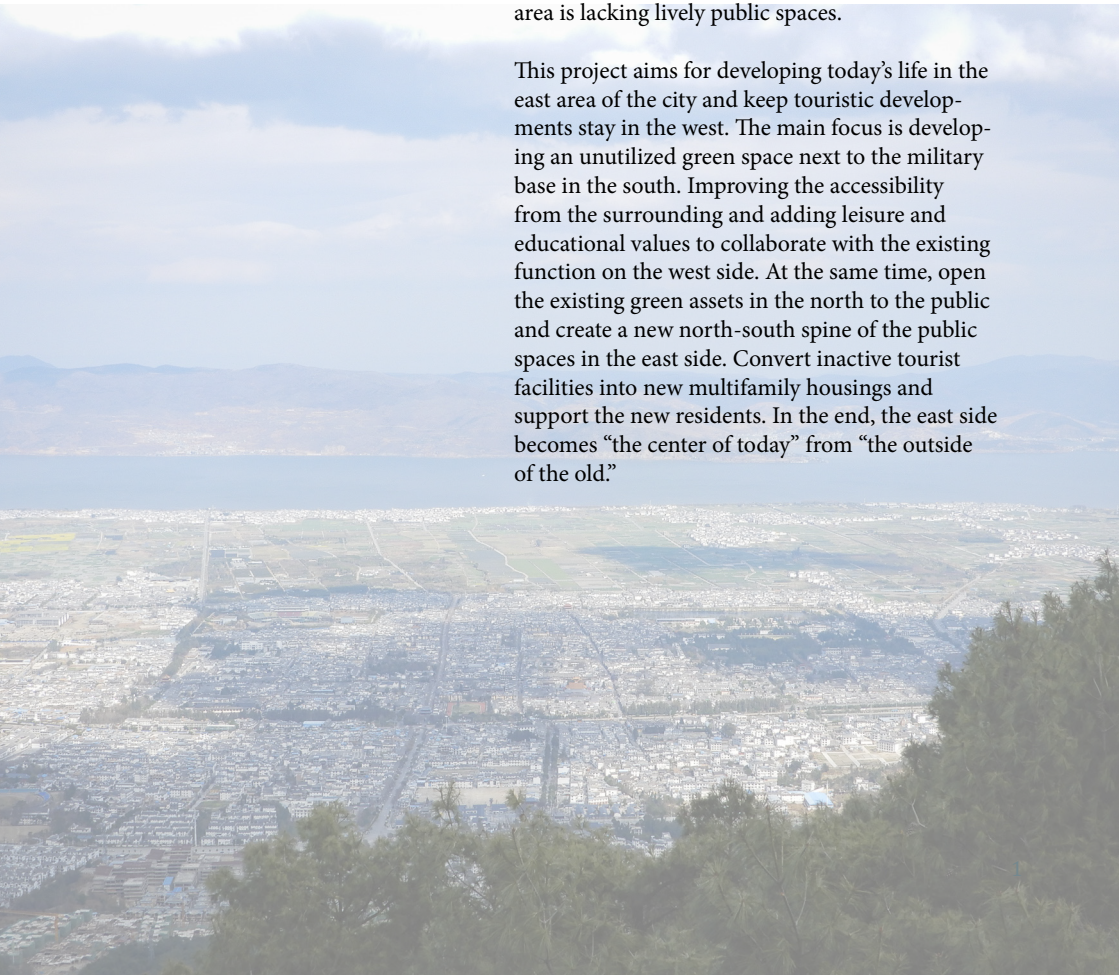 area is lacking lively public spaces.
This project aims for developing today’s life in the
east area of the city and keep touristic develop-
ments stay in the west. The main focus is develop-
ing an unutilized green space next to the military
base in the south. Improving the accessibility
from the surrounding and adding leisure and
educational values to collaborate with the existing
function on the west side. At the same time, open
the existing green assets in the north to the public
and create a new north-south spine of the public
spaces in the east side. Convert inactive tourist
facilities into new multifamily housings and
support the new residents. In the end, the east side
becomes “the center of today” from “the outside
of the old.”